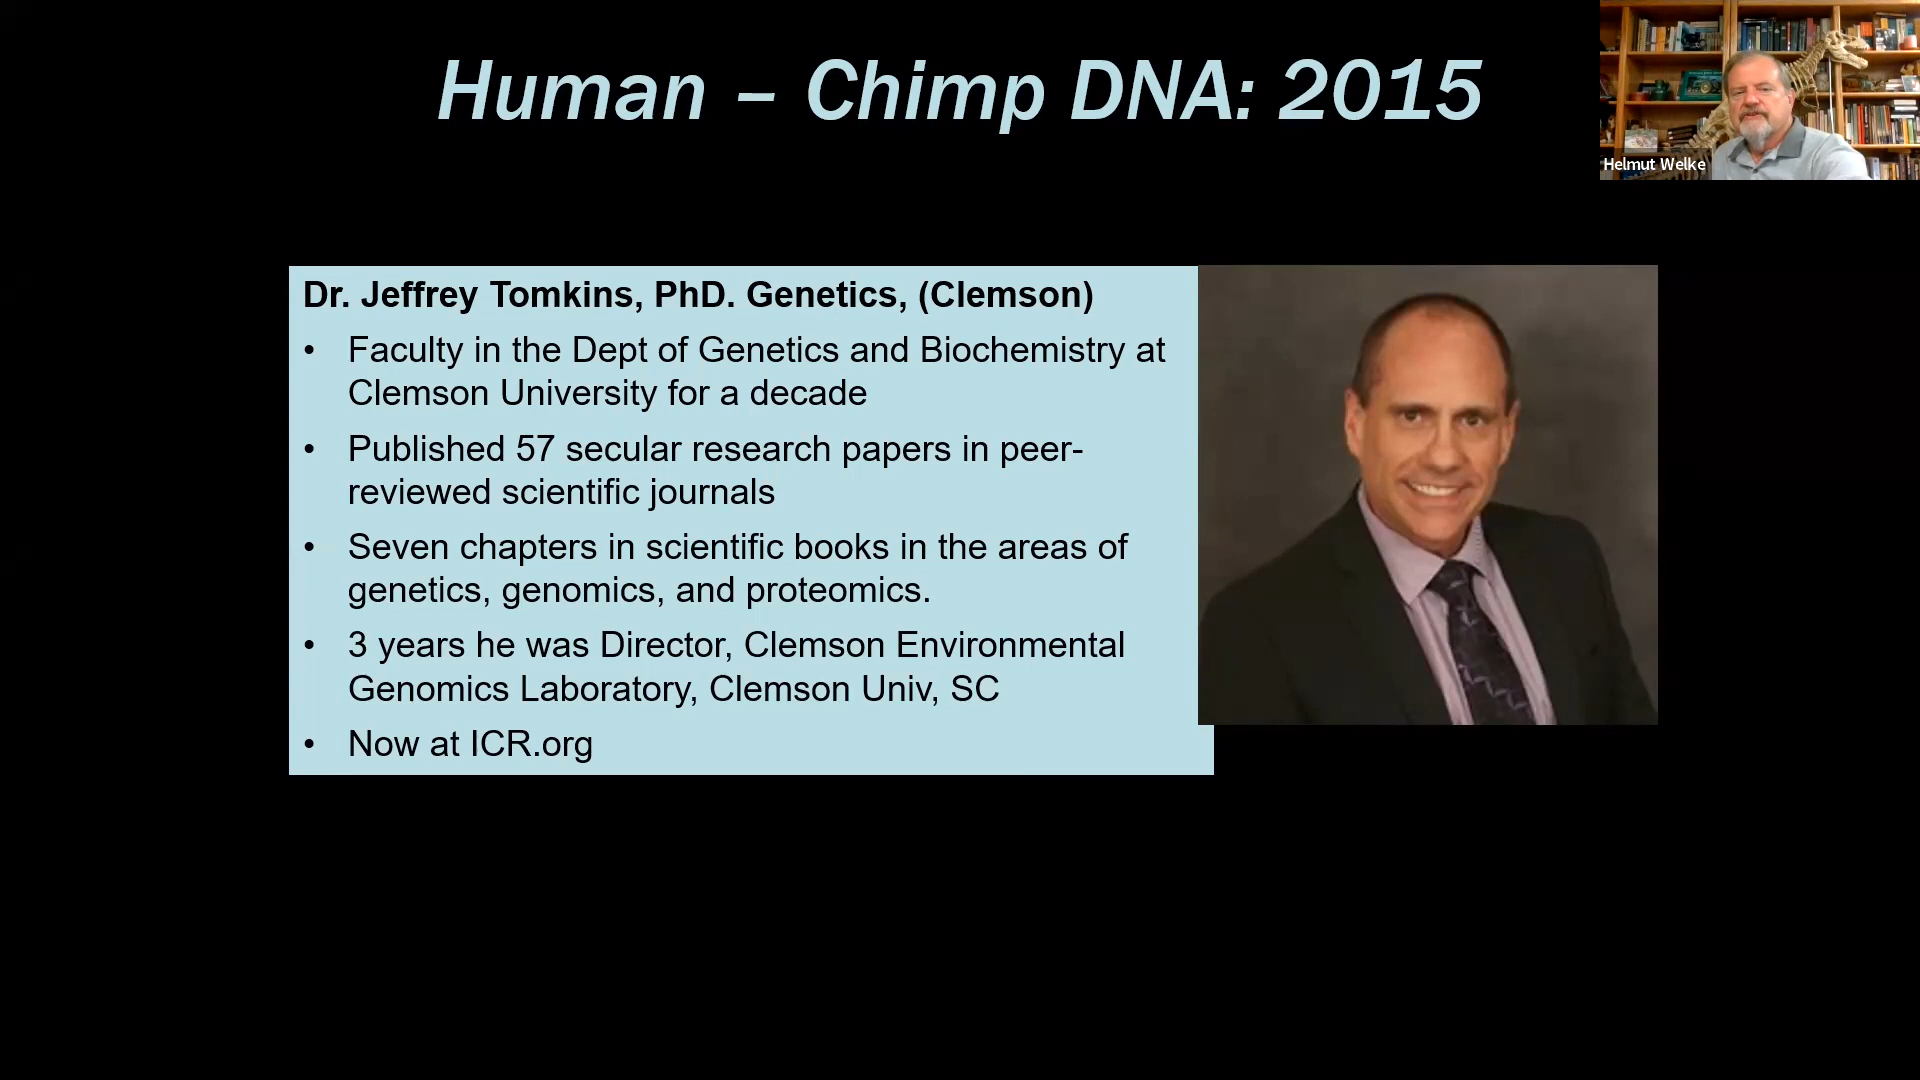 Human – Chimp DNA: 2015
Helmut Welke
Dr. Jeffrey Tomkins, PhD. Genetics, (Clemson)
• Faculty in the Dept of Genetics and Biochemistry at
Clemson University for a decade
• Published 57 secular research papers in peer-
reviewed scientific journals
• Seven chapters in scientific books in the areas of
genetics, genomics, and proteomics.
• 3 years he was Director, Clemson Environmental
Genomics Laboratory, Clemson Univ, SC
• Now at ICR.org